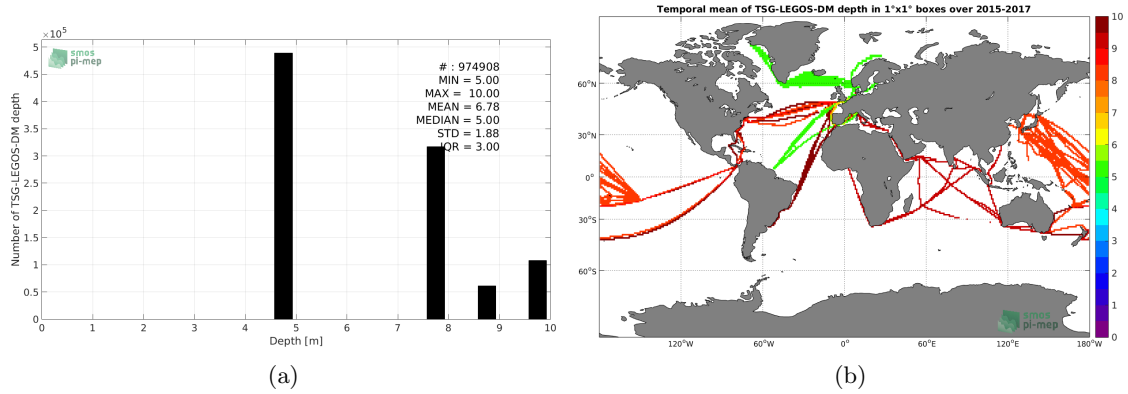 ×10⁵
smos
pi-mep
# : 974908
MIN = 5.00
MAX = 10.00
MEAN = 6.78
MEDIAN = 5.00
STD = 1.88
IQR = 3.00
Number of TSG-LEGOS-DM depth
5
4.5
4
3.5
3
2.5
2
1.5
1
0.5
0
0 1 2 3 4 5 6 7 8 9 10
Depth [m]
(a)
Temporal mean of TSG-LEGOS-DM depth in 1°x1° boxes over 2015-2017
60°N
30°N
0°
30°S
60°S
120°W 60°W 0° 60°E 120°E 180°W
smos
pi-mep
10
9
8
7
6
5
4
3
2
1
0
(b)